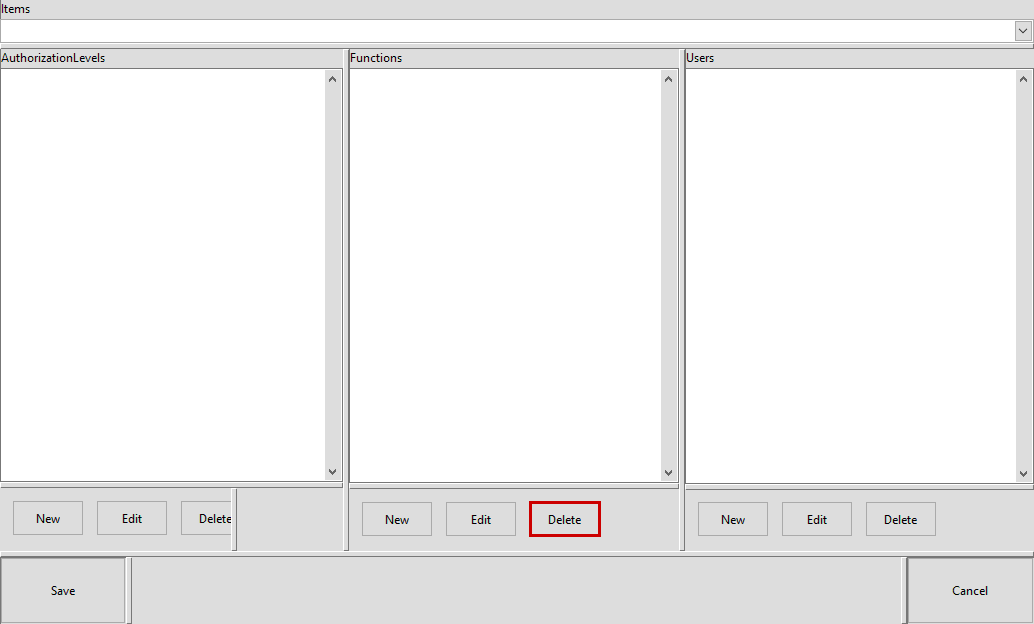 Items
AuthorizationLevels
Functions
Users
New Edit Delete
New Edit Delete
New Edit Delete
Save
Cancel